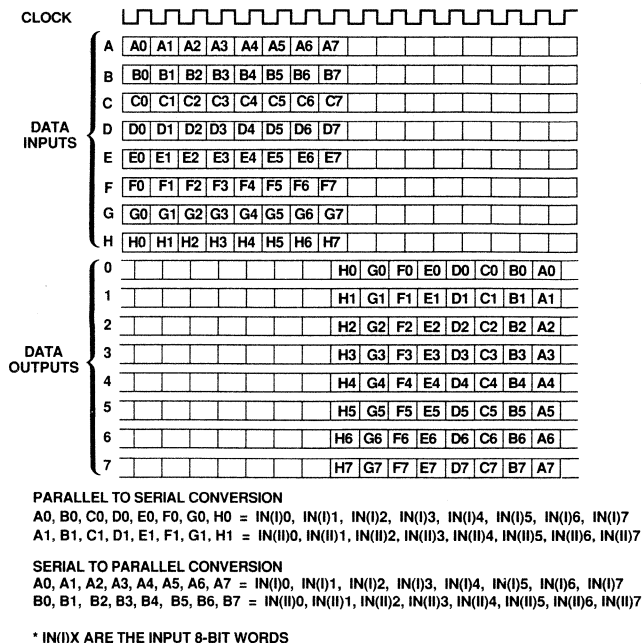 CLOCK
A A0 A1 A2 A3 A4 A5 A6 A7
B B0 B1 B2 B3 B4 B5 B6 B7
C C0 C1 C2 C3 C4 C5 C6 C7
DATA INPUTS
D D0 D1 D2 D3 D4 D5 D6 D7
E E0 E1 E2 E3 E4 E5 E6 E7
F F0 F1 F2 F3 F4 F5 F6 F7
G G0 G1 G2 G3 G4 G5 G6 G7
H H0 H1 H2 H3 H4 H5 H6 H7
0 H0 G0 F0 E0 D0 C0 B0 A0
1 H1 G1 F1 E1 D1 C1 B1 A1
2 H2 G2 F2 E2 D2 C2 B2 A2
DATA OUTPUTS
3 H3 G3 F3 E3 D3 C3 B3 A3
4 H4 G4 F4 E4 D4 C4 B4 A4
5 H5 G5 F5 E5 D5 C5 B5 A5
6 H6 G6 F6 E6 D6 C6 B6 A6
7 H7 G7 F7 E7 D7 C7 B7 A7
PARALLEL TO SERIAL CONVERSION
A0, B0, C0, D0, E0, F0, G0, H0 = IN(I)0, IN(I)1, IN(I)2, IN(I)3, IN(I)4, IN(I)5, IN(I)6, IN(I)7
A1, B1, C1, D1, E1, F1, G1, H1 = IN(II)0, IN(II)1, IN(II)2, IN(II)3, IN(II)4, IN(II)5, IN(II)6, IN(II)7
SERIAL TO PARALLEL CONVERSION
A0, A1, A2, A3, A4, A5, A6, A7 = IN(I)0, IN(I)1, IN(I)2, IN(I)3, IN(I)4, IN(I)5, IN(I)6, IN(I)7
B0, B1, B2, B3, B4, B5, B6, B7 = IN(II)0, IN(II)1, IN(II)2, IN(II)3, IN(II)4, IN(II)5, IN(II)6, IN(II)7
* IN(I)X ARE THE INPUT 8-BIT WORDS